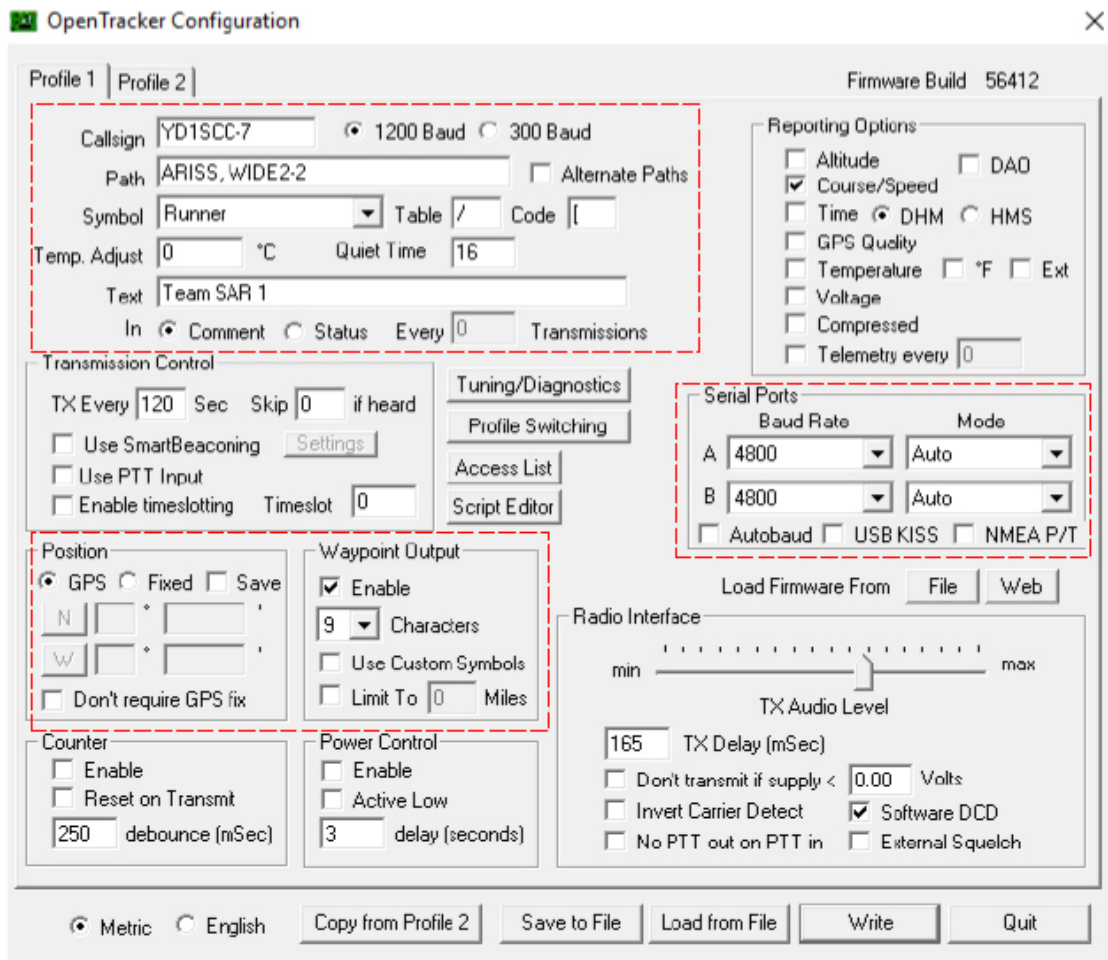 OpenTracker Configuration
Profile 1 Profile 2
Firmware Build 56412
Callsign YD1SCC-7 1200 Baud 300 Baud
Path ARISS, WIDE2-2 Alternate Paths
Symbol Runner Table / Code [
Temp. Adjust 0 °C Quiet Time 16
Text Team SAR 1
In Comment Status Every 0 Transmissions
Reporting Options
Altitude DAO
Course/Speed
Time DHM HMS
GPS Quality
Temperature °F Ext
Voltage
Compressed
Telemetry every 0
Transmission Control
TX Every 120 Sec Skip 0 if heard
Use SmartBeaconing Settings
Use PTT Input
Enable timeslotting Timeslot 0
Tuning/Diagnostics
Profile Switching
Access List
Script Editor
Serial Ports
Baud Rate Mode
A 4800 Auto
B 4800 Auto
Autobaud USB KISS NMEA P/T
Position
GPS Fixed Save
N ° '
W ° '
Don't require GPS fix
Waypoint Output
Enable
9 Characters
Use Custom Symbols
Limit To 0 Miles
Load Firmware From File Web
Radio Interface
min max
TX Audio Level
165 TX Delay (mSec)
Don't transmit if supply < 0.00 Volts
Invert Carrier Detect Software DCD
No PTT out on PTT in External Squelch
Counter
Enable
Reset on Transmit
250 debounce (mSec)
Power Control
Enable
Active Low
3 delay (seconds)
Metric English Copy from Profile 2 Save to File Load from File Write Quit